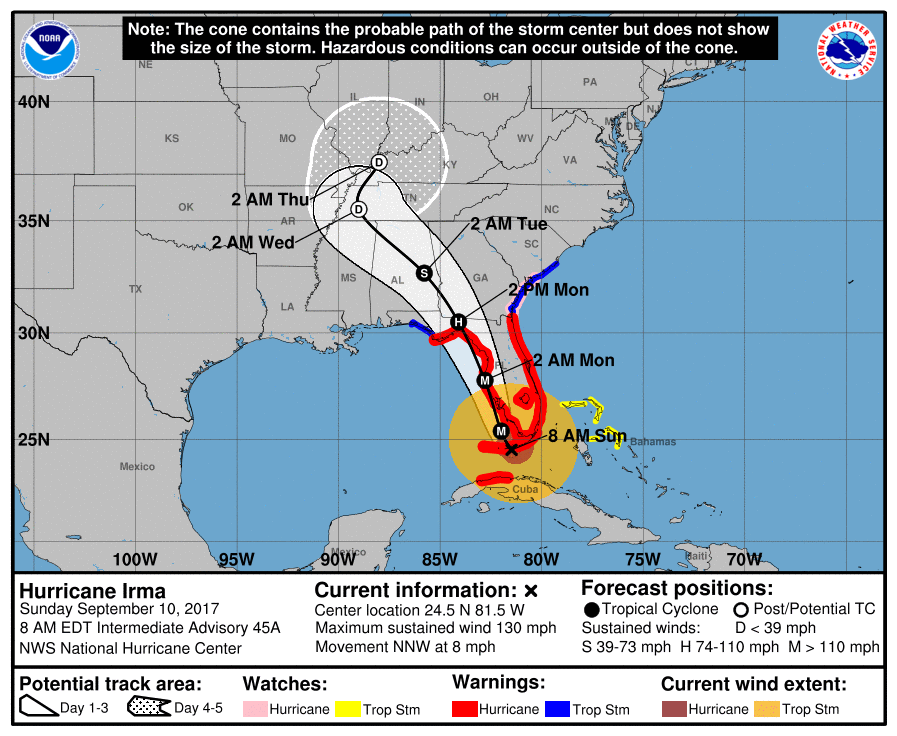 Note: The cone contains the probable path of the storm center but does not show
the size of the storm. Hazardous conditions can occur outside of the cone.
NOAA
NATIONAL WEATHER SERVICE
NE
IL
IN
OH
PA
CT
NJ
DE
40N
KS
MO
WV
KY
VA
D
2 AM Thu
TN
OK
AR
NC
35N
D
2 AM Wed
2 AM Tue
SC
S
TX
MS
AL
GA
LA
2 PM Mon
H
30N
FL
2 AM Mon
M
M
8 AM Sun
25N
Bahamas
Mexico
Cuba
Mexico
Haiti
100W
95W
90W
85W
80W
75W
70W
Hurricane Irma
Sunday September 10, 2017
8 AM EDT Intermediate Advisory 45A
NWS National Hurricane Center
Current information: ×
Center location 24.5 N 81.5 W
Maximum sustained wind 130 mph
Movement NNW at 8 mph
Forecast positions:
Tropical Cyclone
Post/Potential TC
Sustained winds: D < 39 mph
S 39-73 mph H 74-110 mph M > 110 mph
Potential track area:
Day 1-3
Day 4-5
Watches:
Hurricane
Trop Stm
Warnings:
Hurricane
Trop Stm
Current wind extent:
Hurricane
Trop Stm